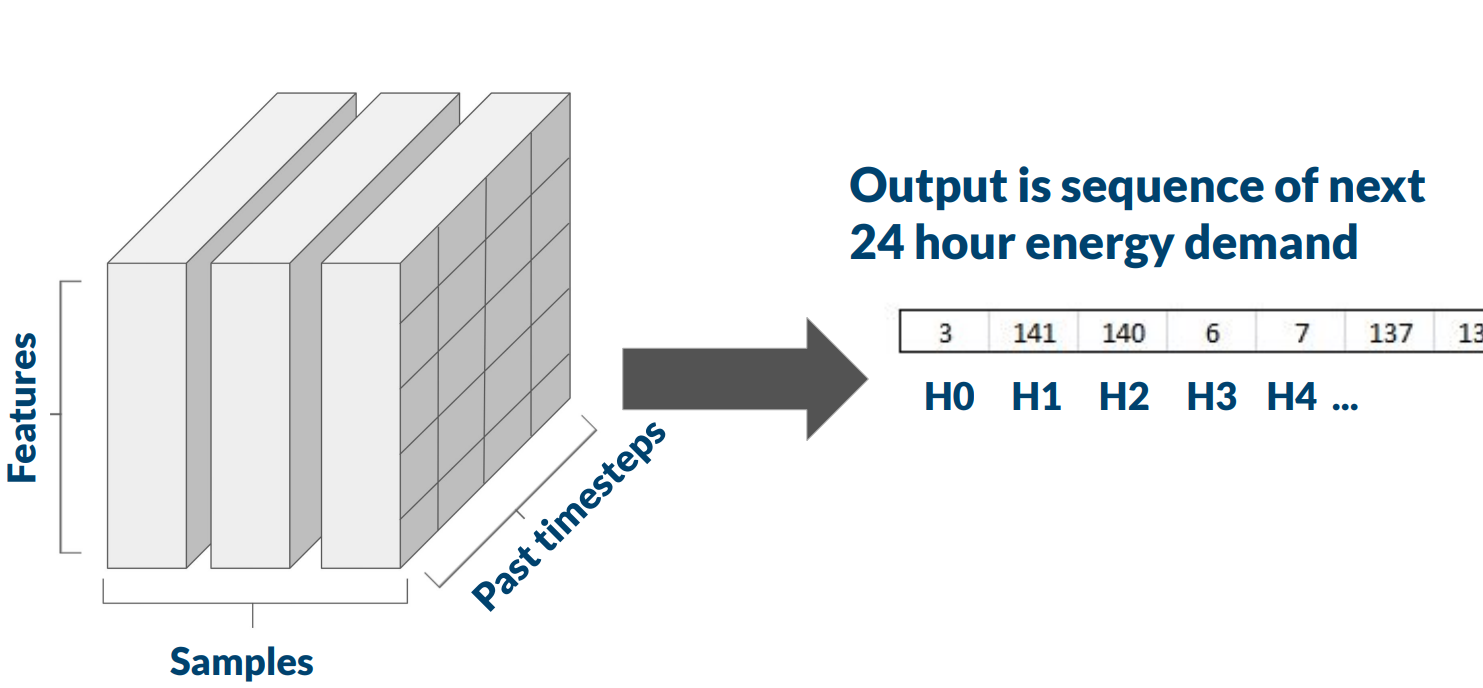 Output is sequence of next
24 hour energy demand
Features
3 141 140 6 7 137
H0 H1 H2 H3 H4 ...
Past timesteps
Samples